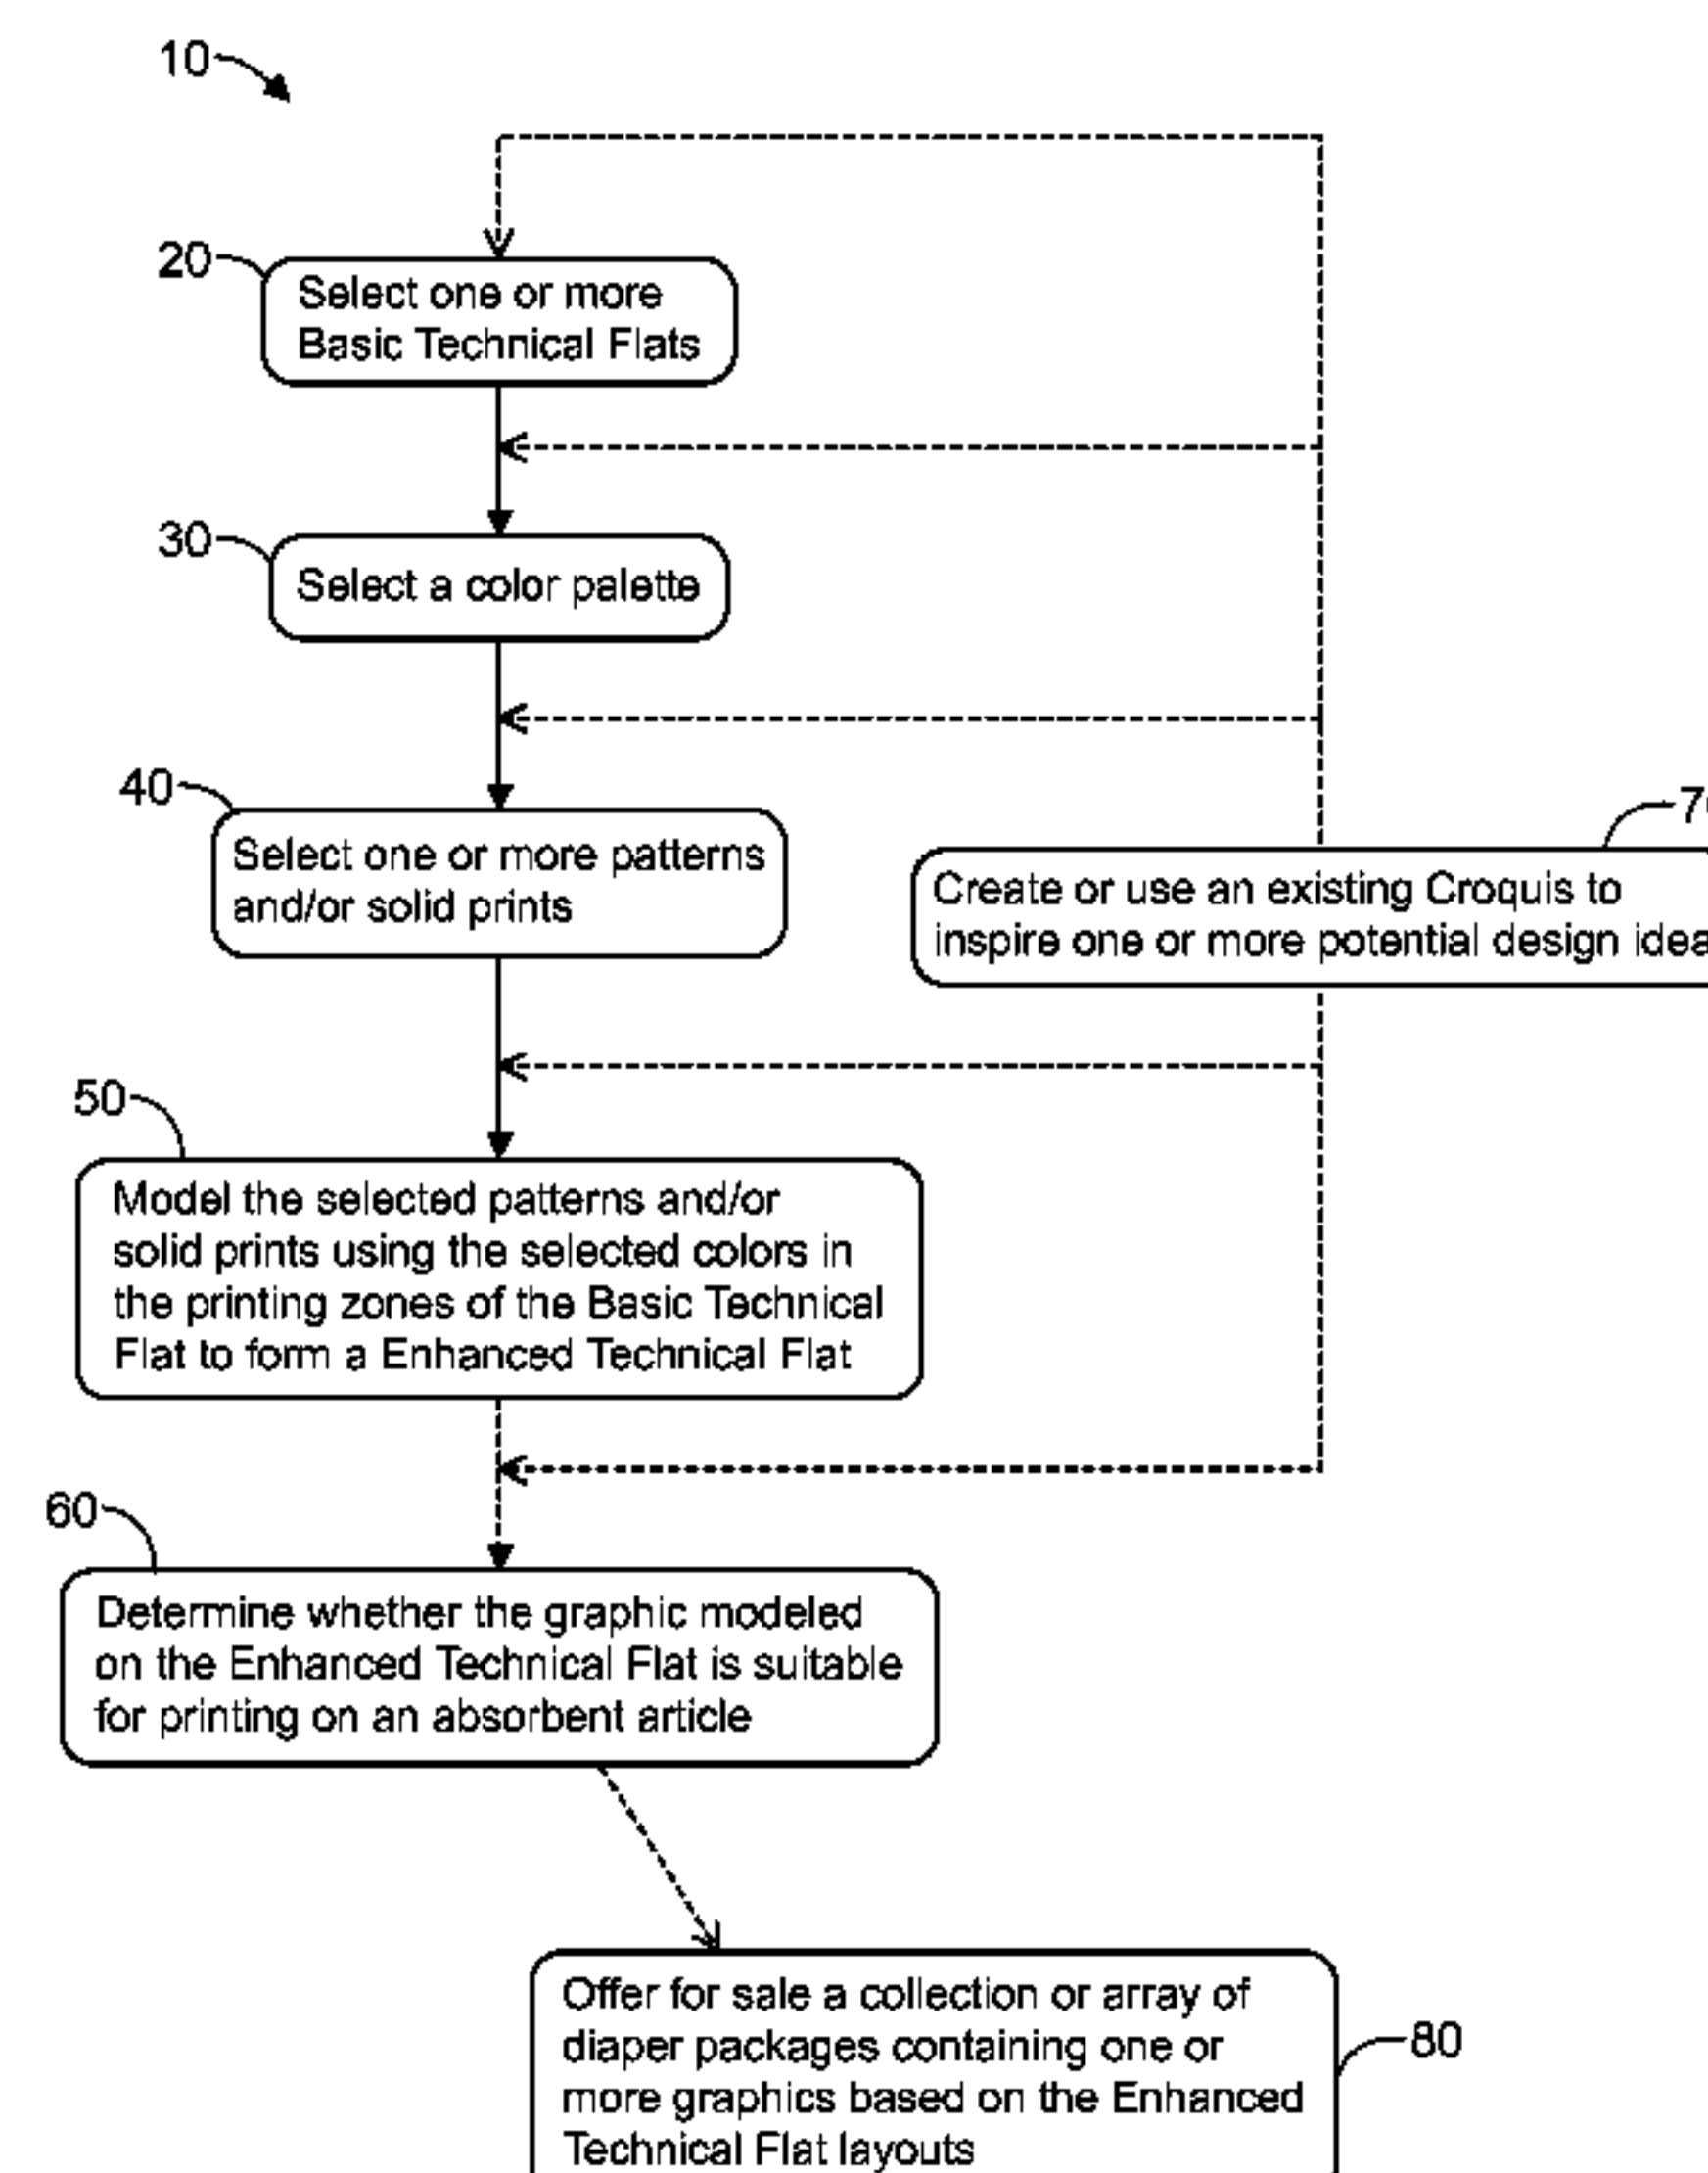 10
20
Select one or more
Basic Technical Flats
30
Select a color palette
40
Select one or more patterns
and/or solid prints
Create or use an existing Croquis to
inspire one or more potential design
50
Model the selected patterns and/or
solid prints using the selected colors in
the printing zones of the Basic Technical
Flat to form a Enhanced Technical Flat
60
Determine whether the graphic modeled
on the Enhanced Technical Flat is suitable
for printing on an absorbent article
Offer for sale a collection or array of
diaper packages containing one or
more graphics based on the Enhanced
Technical Flat layouts
80